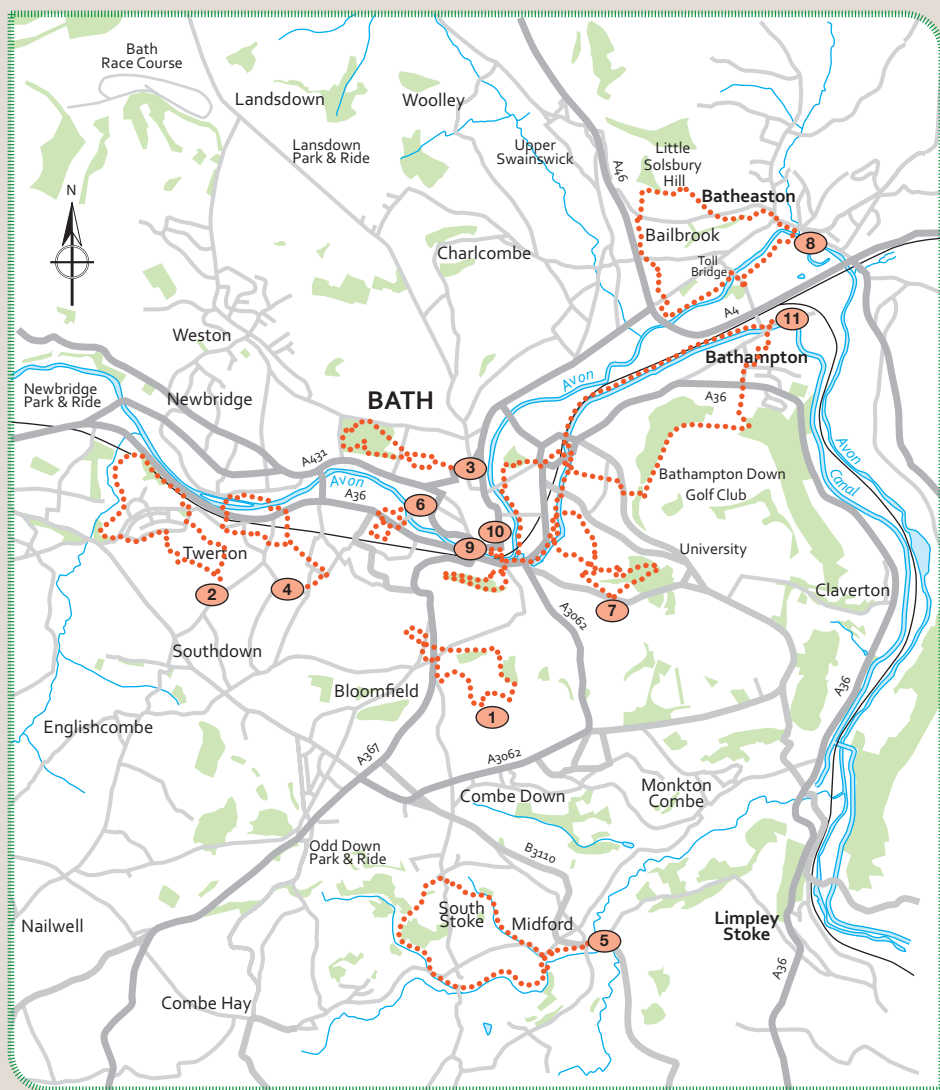 Bath
Race Course
Landsdown
Woolley
Lansdown
Park & Ride
Upper
Swainswick
A46
Little
Solsbury
Hill
Batheaston
N
Bailbrook
8
Charlcombe
Toll
Bridge
A4
11
Weston
Bathampton
Avon
A36
Newbridge
Park & Ride
Newbridge
BATH
A431
3
Avon
A36
6
Bathampton Down
Golf Club
Avon
Canal
10
9
Twerton
University
2
4
7
Claverton
A3062
Southdown
Bloomfield
1
A36
Englishcombe
A367
A3062
Combe Down
Monkton
Combe
Odd Down
Park & Ride
B3110
South
Stoke
Midford
5
Limpley
Stoke
Nailwell
A36
Combe Hay